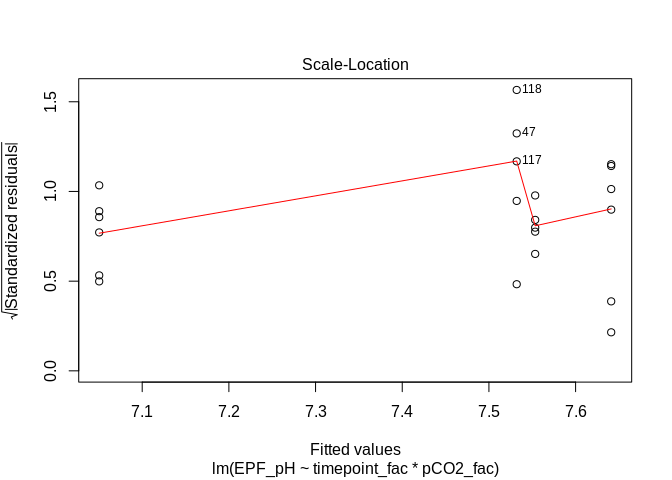 Scale-Location
√|Standardized residuals|
1.5
1.0
0.5
0.0
118
47
117
7.1 7.2 7.3 7.4 7.5 7.6
Fitted values
lm(EPF_pH ~ timepoint_fac * pCO2_fac)